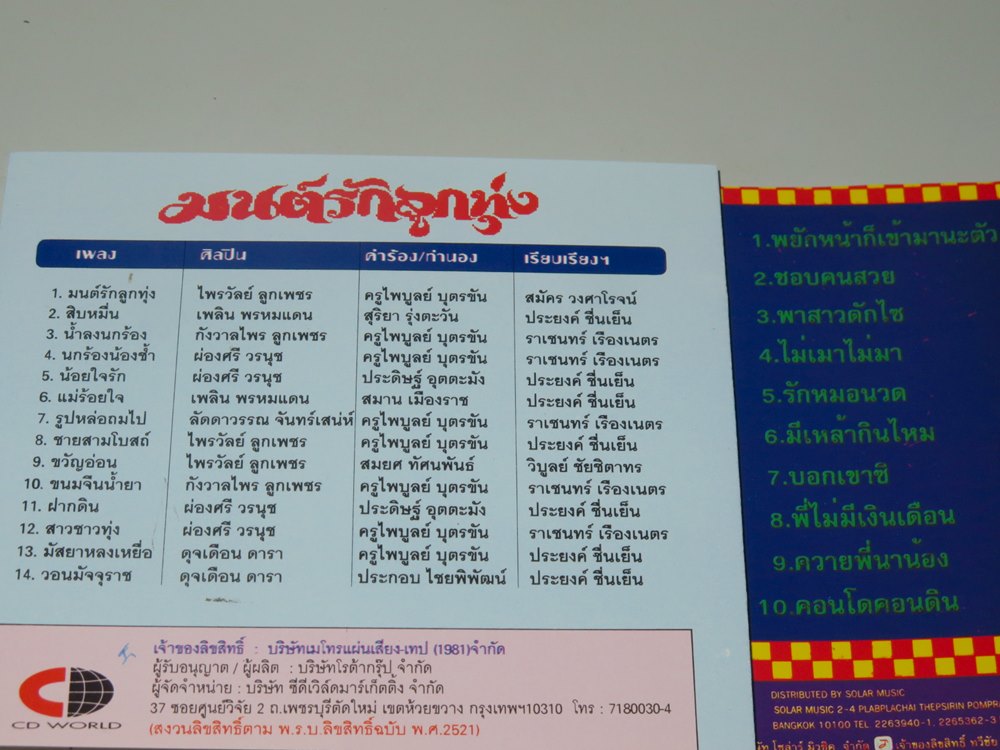 มนต์รักลูกทุ่ง
เพลง ศิลปิน คำร้อง/ทำนอง เรียบเรียงฯ
1. มนต์รักลูกทุ่ง ไพรวัลย์ ลูกเพชร ครูไพบูลย์ บุตรขัน สมัคร วงศาโรจน์
2. สิบหมื่น เพลิน พรหมแดน สุริยา รุ่งตะวัน ประยงค์ ชื่นเย็น
3. น้ำลงนกร้อง กังวาลไพร ลูกเพชร ครูไพบูลย์ บุตรขัน ราเชนทร์ เรืองเนตร
4. นกร้องน้องช้ำ ผ่องศรี วรนุช ครูไพบูลย์ บุตรขัน ราเชนทร์ เรืองเนตร
5. น้อยใจรัก ผ่องศรี วรนุช ประดิษฐ์ อุตตะมัง ประยงค์ ชื่นเย็น
6. แม่ร้อยใจ เพลิน พรหมแดน สมาน เมืองราช ประยงค์ ชื่นเย็น
7. รูปหล่อถมไป ลัดดาวรรณ จันทร์เสน่ห์ ครูไพบูลย์ บุตรขัน ราเชนทร์ เรืองเนตร
8. ชายสามโบสถ์ ไพรวัลย์ ลูกเพชร ครูไพบูลย์ บุตรขัน ประยงค์ ชื่นเย็น
9. ขวัญอ่อน ไพรวัลย์ ลูกเพชร สมยศ ทัศนพันธ์ วิบูลย์ ชัยชิตาทร
10. ขนมจีนน้ำยา กังวาลไพร ลูกเพชร ครูไพบูลย์ บุตรขัน ราเชนทร์ เรืองเนตร
11. ฝากดิน ผ่องศรี วรนุช ประดิษฐ์ อุตตะมัง ประยงค์ ชื่นเย็น
12. สาวชาวทุ่ง ผ่องศรี วรนุช ครูไพบูลย์ บุตรขัน ราเชนทร์ เรืองเนตร
13. มัสยาหลงเหยื่อ ดุจเดือน ดารา ครูไพบูลย์ บุตรขัน ประยงค์ ชื่นเย็น
14. วอนมัจจุราช ดุจเดือน ดารา ประกอบ ไชยพิพัฒน์ ประยงค์ ชื่นเย็น
เจ้าของลิขสิทธิ์ : บริษัทเมโทรแผ่นเสียง-เทป (1981)จำกัด
ผู้รับอนุญาต / ผู้ผลิต : บริษัทโรต้ากรุ๊ป จำกัด
ผู้จัดจำหน่าย : บริษัท ซีดีเวิลด์มาร์เก็ตติ้ง จำกัด
37 ซอยศูนย์วิจัย 2 ถ.เพชรบุรีตัดใหม่ เขตห้วยขวาง กรุงเทพฯ10310 โทร : 7180030-4
(สงวนลิขสิทธิ์ตาม พ.ร.บ.ลิขสิทธิ์ฉบับ พ.ศ.2521)
CD WORLD
1.พยักหน้าก็เข้ามานะตัว
2.ชอบคนสวย
3.พาสาวดักไซ
4.ไม่เมาไม่มา
5.รักหมอนวด
6.มีเหล้ากินไหม
7.บอกเขาซิ
8.พี่ไม่มีเงินเดือน
9.ควายพี่นาน้อง
10.คอนโดคอนดิน
DISTRIBUTED BY SOLAR MUSIC
SOLAR MUSIC 2-4 PLABPLACHAI THEPSIRIN POMPR
BANGKOK 10100 TEL 2263940-1, 2265362-3
โซล่าร์ มิวสิค จำกัด เจ้าของลิขสิทธิ์ ทวีชัย